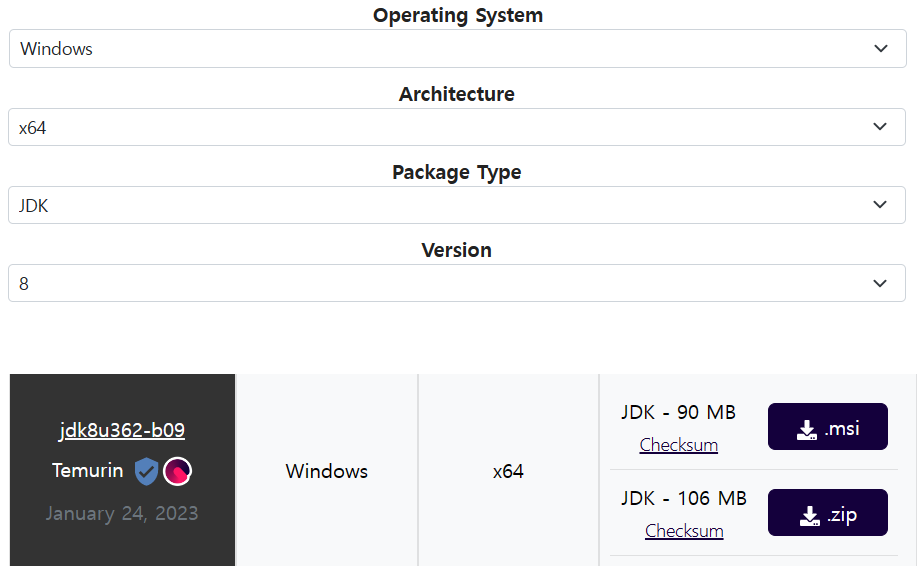 Operating System
Windows
Architecture
x64
Package Type
JDK
Version
8
jdk8u362-b09
Temurin
January 24, 2023
Windows
x64
JDK - 90 MB
Checksum
.msi
JDK - 106 MB
Checksum
.zip